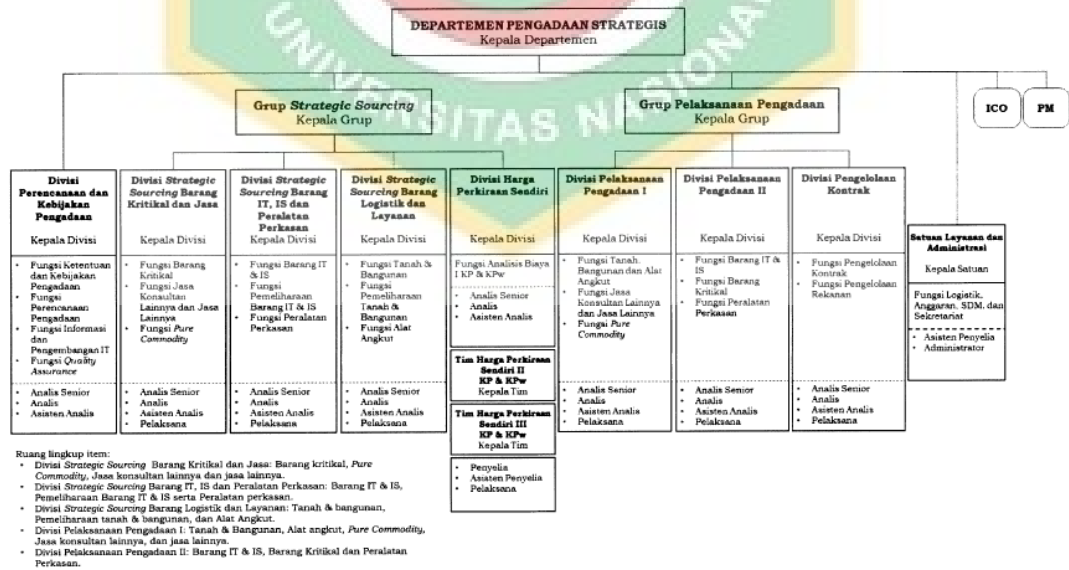 DEPARTEMEN PENGADAAN STRATEGIS
Kepala Departemen
UNIVERSITAS NASIONAL
Grup Strategic Sourcing
Kepala Grup
Grup Pelaksanaan Pengadaan
Kepala Grup
ICO
PM
Divisi
Perencanaan dan
Kebijakan
Pengadaan
Kepala Divisi
• Fungsi Ketentuan
dan Kebijakan
Pengadaan
• Fungsi
Perencanaan
Pengadaan
• Fungsi Informasi
dan
Pengembangan IT
• Fungsi Quality
Assurance
• Analis Senior
• Analis
• Asisten Analis
Divisi Strategic
Sourcing Barang
Kritikal dan Jasa
Kepala Divisi
• Fungsi Barang
Kritikal
• Fungsi Jasa
Konsultan
Lainnya dan Jasa
Lainnya
• Fungsi Pure
Commodity
• Analis Senior
• Analis
• Asisten Analis
• Pelaksana
Divisi Strategic
Sourcing Barang
IT, IS dan
Peralatan
Perkasan
Kepala Divisi
• Fungsi Barang IT
& IS
• Fungsi
Pemeliharaan
Barang IT & IS
• Fungsi Peralatan
Perkasan
• Analis Senior
• Analis
• Asisten Analis
• Pelaksana
Divisi Strategic
Sourcing Barang
Logistik dan
Layanan
Kepala Divisi
• Fungsi Tanah &
Bangunan
• Fungsi
Pemeliharaan
Tanah &
Bangunan
• Fungsi Alat
Angkut
• Analis Senior
• Analis
• Asisten Analis
• Pelaksana
Divisi Harga
Perkiraan Sendiri
Kepala Divisi
Fungsi Analisis Biaya
I KP & KPw
• Analis Senior
• Analis
• Asisten Analis
Tim Harga Perkiraan
Sendiri II
KP & KPw
Kepala Tim
Tim Harga Perkiraan
Sendiri III
KP & KPw
Kepala Tim
• Penyelia
• Asisten Penyelia
• Pelaksana
Divisi Pelaksanaan
Pengadaan I
Kepala Divisi
• Fungsi Tanah,
Bangunan dan Alat
Angkut
• Fungsi Jasa
Konsultan Lainnya
dan Jasa Lainnya
• Fungsi Pure
Commodity
• Analis Senior
• Analis
• Asisten Analis
• Pelaksana
Divisi Pelaksanaan
Pengadaan II
Kepala Divisi
• Fungsi Barang IT &
IS
• Fungsi Barang
Kritikal
• Fungsi Peralatan
Perkasan
• Analis Senior
• Analis
• Asisten Analis
• Pelaksana
Divisi Pengelolaan
Kontrak
Kepala Divisi
• Fungsi Pengelolaan
Kontrak
• Fungsi Pengelolaan
Rekanan
• Analis Senior
• Analis
• Asisten Analis
• Pelaksana
Satuan Layanan dan
Administrasi
Kepala Satuan
Fungsi Logistik,
Anggaran, SDM, dan
Sekretariat
• Asisten Penyelia
• Administrator
Ruang lingkup item:
• Divisi Strategic Sourcing Barang Kritikal dan Jasa: Barang kritikal, Pure
Commodity, Jasa konsultan lainnya dan jasa lainnya.
• Divisi Strategic Sourcing Barang IT, IS dan Peralatan Perkasan: Barang IT & IS,
Pemeliharaan Barang IT & IS serta Peralatan perkasan.
• Divisi Strategic Sourcing Barang Logistik dan Layanan: Tanah & bangunan,
Pemeliharaan tanah & bangunan, dan Alat Angkut.
• Divisi Pelaksanaan Pengadaan I: Tanah & Bangunan, Alat angkut, Pure Commodity,
Jasa konsultan lainnya, dan jasa lainnya.
• Divisi Pelaksanaan Pengadaan II: Barang IT & IS, Barang Kritikal dan Peralatan
Perkasan.